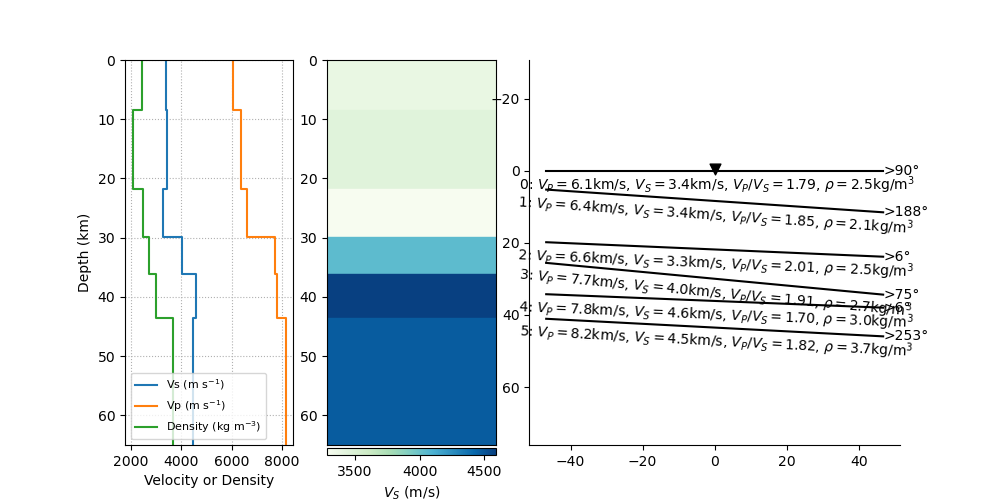 0
10
20
30
40
50
60
Depth (km)
2000 4000 6000 8000
Velocity or Density
Vs (m s⁻¹)
Vp (m s⁻¹)
Density (kg m⁻³)
0
10
20
30
40
50
60
3500 4000 4500
V_S (m/s)
−20
0
20
40
60
−40 −20 0 20 40
>90°
0: V_P = 6.1km/s, V_S = 3.4km/s, V_P/V_S = 1.79, ρ = 2.5kg/m³
>188°
1: V_P = 6.4km/s, V_S = 3.4km/s, V_P/V_S = 1.85, ρ = 2.1kg/m³
>6°
2: V_P = 6.6km/s, V_S = 3.3km/s, V_P/V_S = 2.01, ρ = 2.5kg/m³
>75°
3: V_P = 7.7km/s, V_S = 4.0km/s, V_P/V_S = 1.91, ρ = 2.7kg/m³
>6°
4: V_P = 7.8km/s, V_S = 4.6km/s, V_P/V_S = 1.70, ρ = 3.0kg/m³
>253°
5: V_P = 8.2km/s, V_S = 4.5km/s, V_P/V_S = 1.82, ρ = 3.7kg/m³